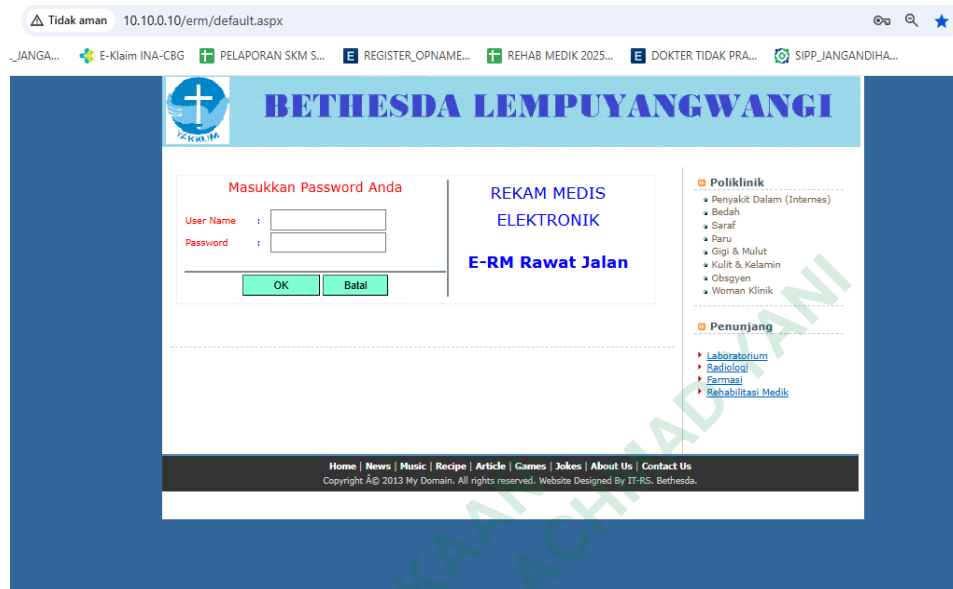 Tidak aman 10.10.0.10/erm/default.aspx
._JANGA... E-Klaim INA-CBG PELAPORAN SKM S... REGISTER_OPNAME... REHAB MEDIK 2025... DOKTER TIDAK PRA... SIPP_JANGANDIHA...
YAKKUM
BETHESDA LEMPUYANGWANGI
Masukkan Password Anda
User Name :
Password :
OK Batal
REKAM MEDIS
ELEKTRONIK
E-RM Rawat Jalan
Poliklinik
Penyakit Dalam (Internes)
Bedah
Saraf
Paru
Gigi & Mulut
Kulit & Kelamin
Obsgyen
Woman Klinik
Penunjang
Laboratorium
Radiologi
Farmasi
Rehabilitasi Medik
Home | News | Music | Recipe | Article | Games | Jokes | About Us | Contact Us
Copyright Â© 2013 My Domain. All rights reserved. Website Designed By IT-RS. Bethesda.